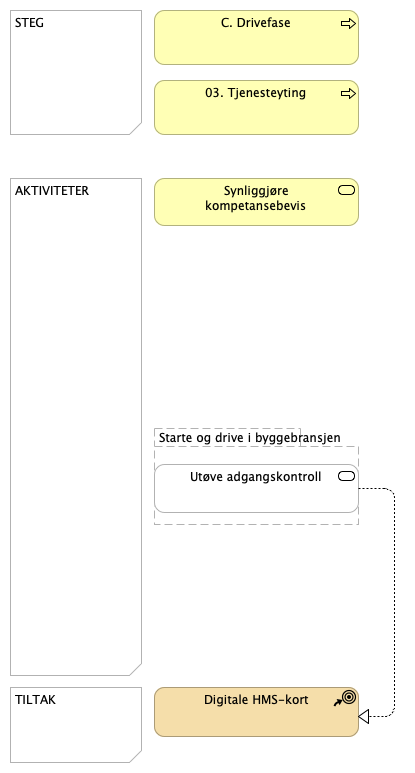 STEG
C. Drivefase
03. Tjenesteyting
AKTIVITETER
Synliggjøre
kompetansebevis
Starte og drive i byggebransjen
Utøve adgangskontroll
TILTAK
Digitale HMS-kort